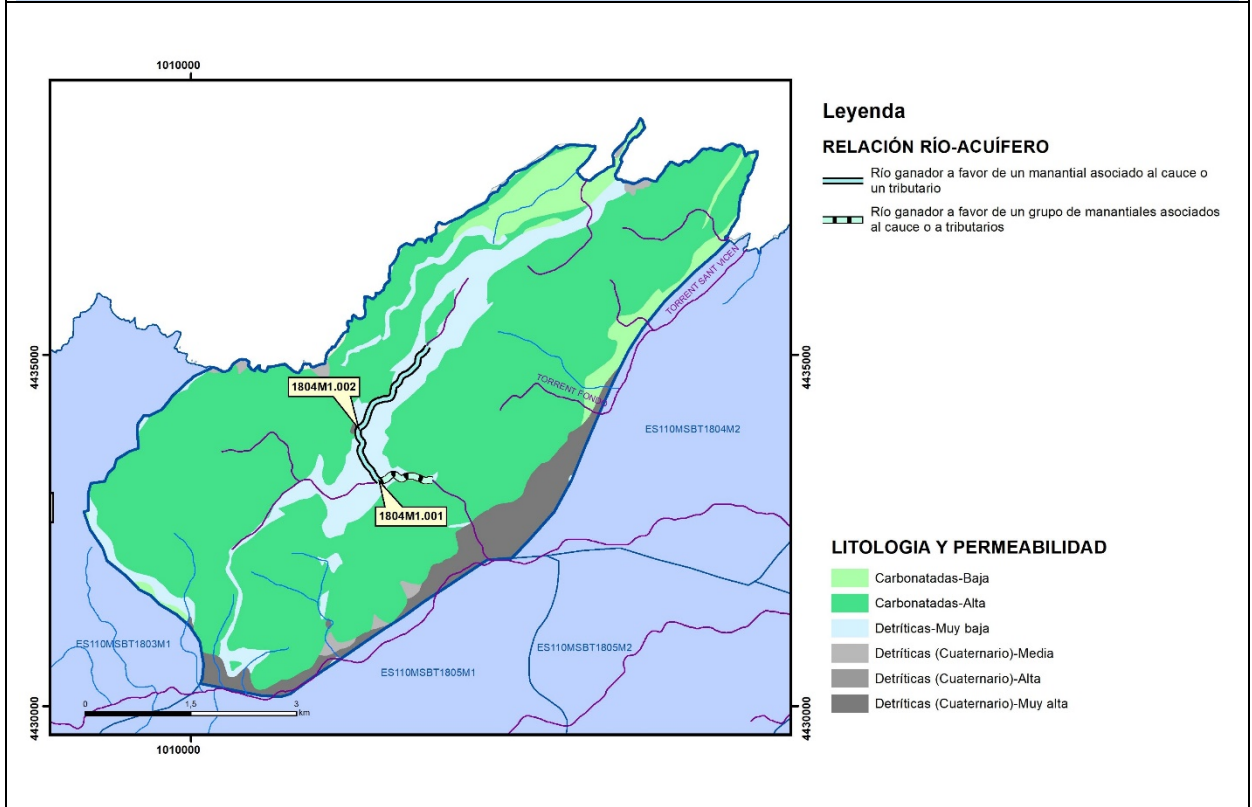 1010000
Leyenda
RELACIÓN RÍO-ACUÍFERO
Río ganador a favor de un manantial asociado al cauce o
un tributario
Río ganador a favor de un grupo de manantiales asociados
al cauce o a tributarios
TORRENT SANT VICEN
4435000
4435000
1804M1.002
TORRENT FONDO
ES110MSBT1804M2
1804M1.001
LITOLOGIA Y PERMEABILIDAD
Carbonatadas-Baja
Carbonatadas-Alta
Detríticas-Muy baja
Detríticas (Cuaternario)-Media
Detríticas (Cuaternario)-Alta
Detríticas (Cuaternario)-Muy alta
ES110MSBT1803M1
ES110MSBT1805M2
ES110MSBT1805M1
0 1,5 3
km
4430000
4430000
1010000